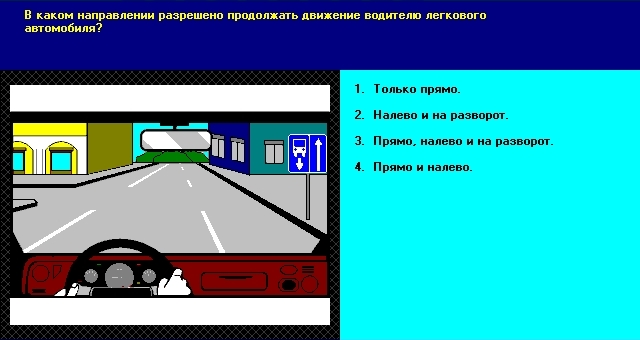 В каком направлении разрешено продолжать движение водителю легкового
автомобиля?
1. Только прямо.
2. Налево и на разворот.
3. Прямо, налево и на разворот.
4. Прямо и налево.